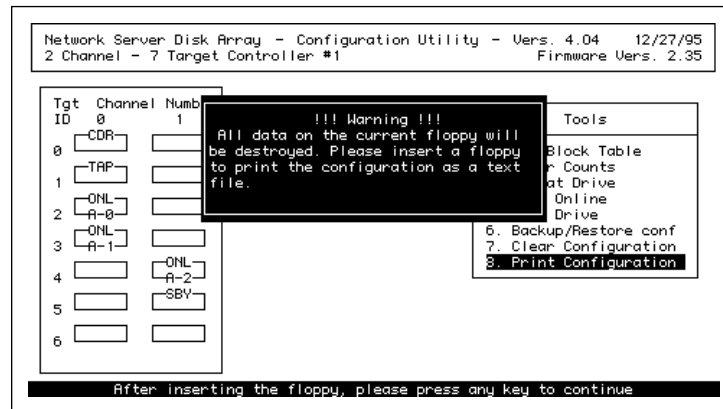 Network Server Disk Array - Configuration Utility - Vers. 4.04 12/27/95
2 Channel - 7 Target Controller #1 Firmware Vers. 2.35
Tgt Channel Numb
ID 0 1
CDR
0
TAP
1
ONL
2 A-0
ONL
3 A-1
ONL
4 A-2
SBY
5
6
!!! Warning !!!
All data on the current floppy will
be destroyed. Please insert a floppy
to print the configuration as a text
file.
Tools
Block Table
Counts
Drive
Online
Drive
6. Backup/Restore conf
7. Clear Configuration
8. Print Configuration
After inserting the floppy, please press any key to continue